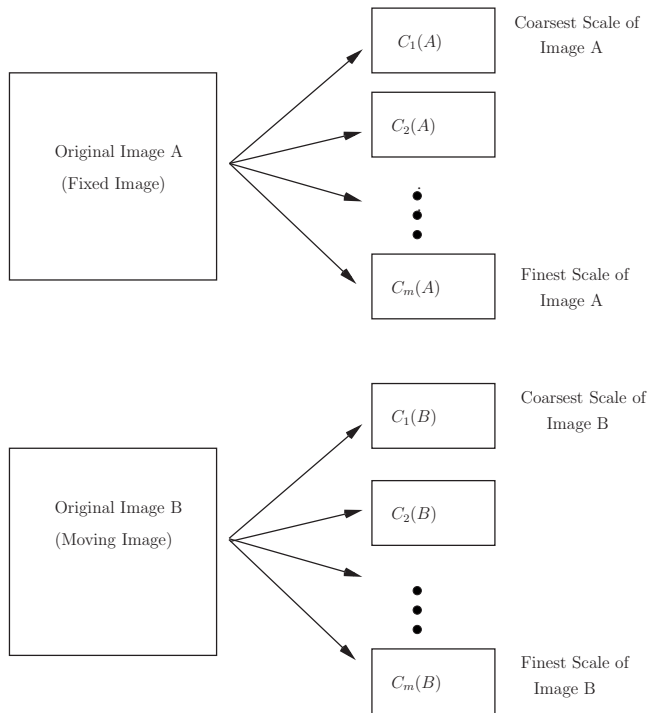 C₁(A)
Coarsest Scale of
Image A
Original Image A
(Fixed Image)
C₂(A)
Cₘ(A)
Finest Scale of
Image A
C₁(B)
Coarsest Scale of
Image B
Original Image B
(Moving Image)
C₂(B)
Cₘ(B)
Finest Scale of
Image B